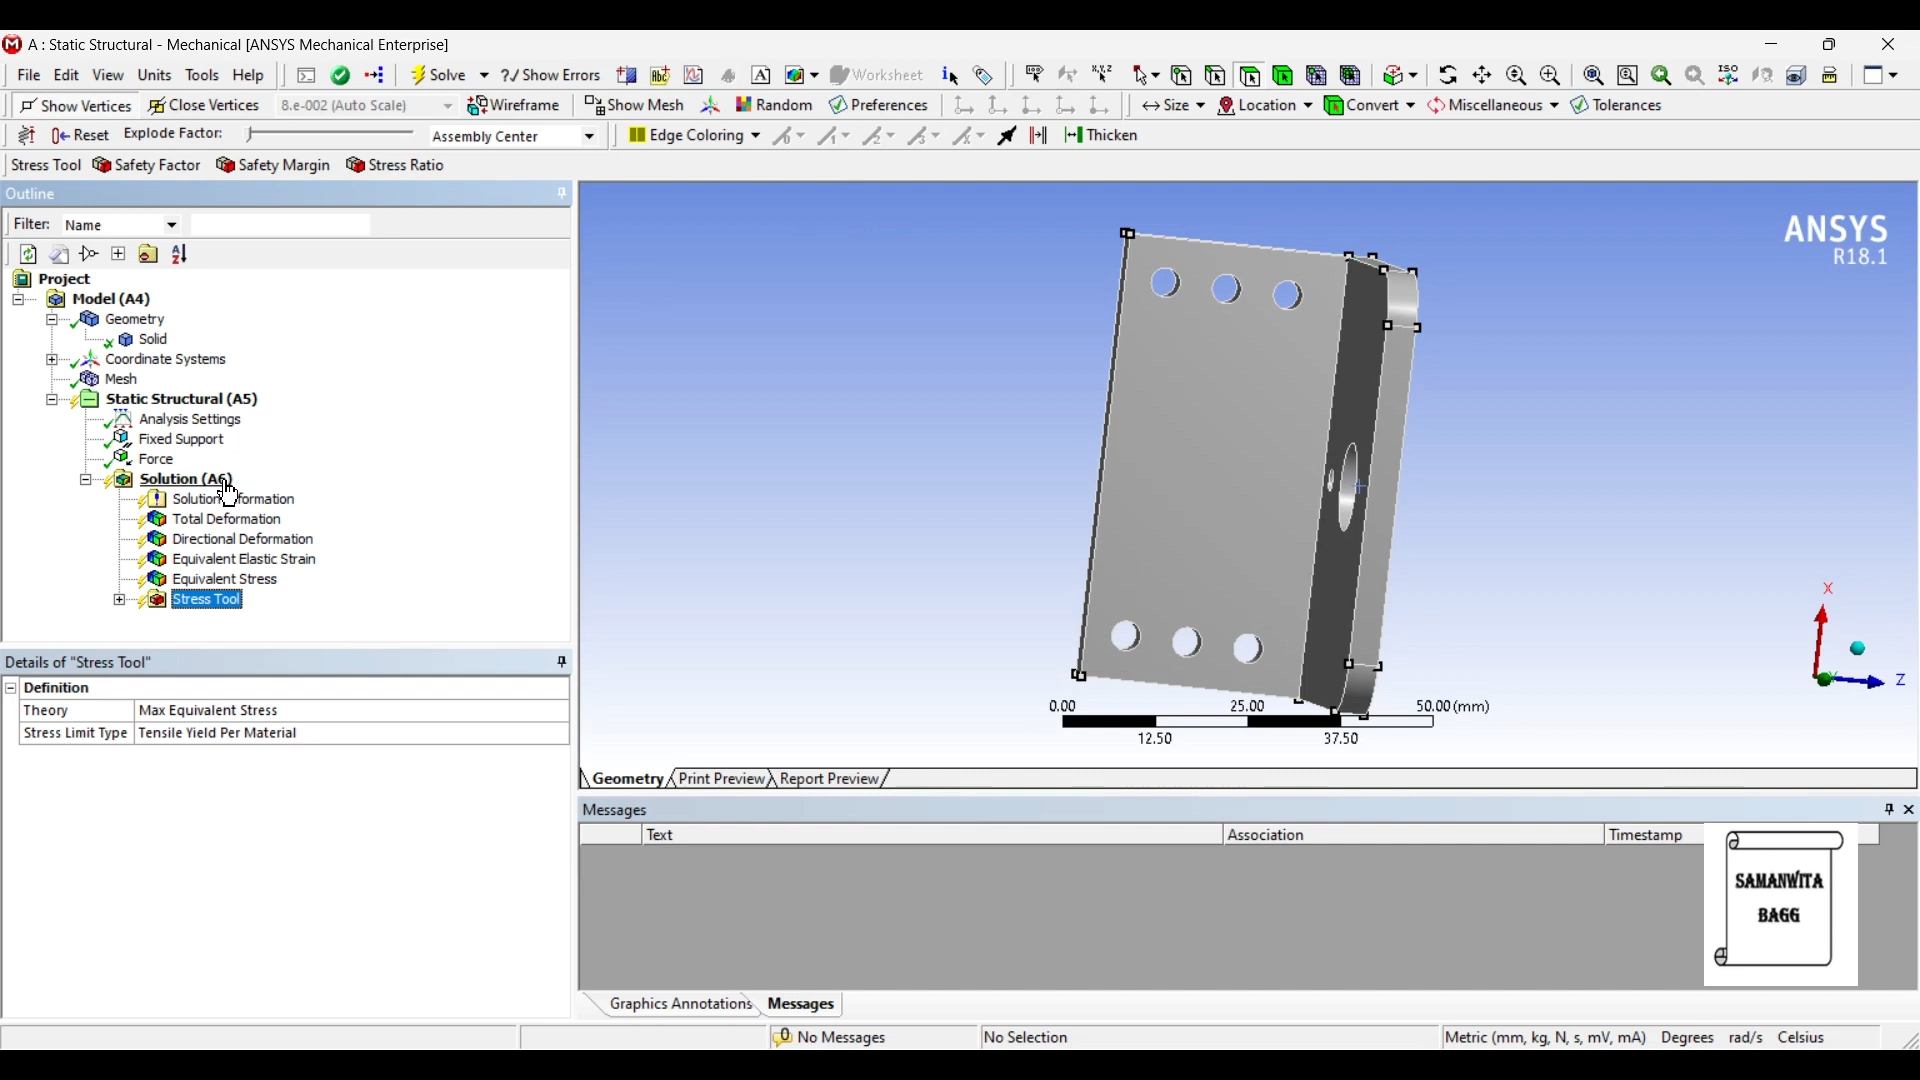 A : Static Structural - Mechanical [ANSYS Mechanical Enterprise]
File Edit View Units Tools Help Solve ?/ Show Errors Worksheet
Show Vertices Close Vertices 8.e-002 (Auto Scale) Wireframe Show Mesh Random Preferences Size Location Convert Miscellaneous Tolerances
Reset Explode Factor: Assembly Center Edge Coloring Thicken
Stress Tool Safety Factor Safety Margin Stress Ratio
Outline
Filter: Name
Project
Model (A4)
Geometry
Solid
Coordinate Systems
Mesh
Static Structural (A5)
Analysis Settings
Fixed Support
Force
Solution (A6)
Total Deformation
Directional Deformation
Equivalent Elastic Strain
Equivalent Stress
Stress Tool
Details of "Stress Tool"
Definition
Theory Max Equivalent Stress
Stress Limit Type Tensile Yield Per Material
ANSYS
R18.1
X
Z
0.00 25.00 50.00 (mm)
12.50 37.50
Geometry Print Preview Report Preview
Messages
Text Association Timestamp
SAMANWITA
BAGG
Graphics Annotations Messages
No Messages No Selection Metric (mm, kg, N, s, mV, mA) Degrees rad/s Celsius